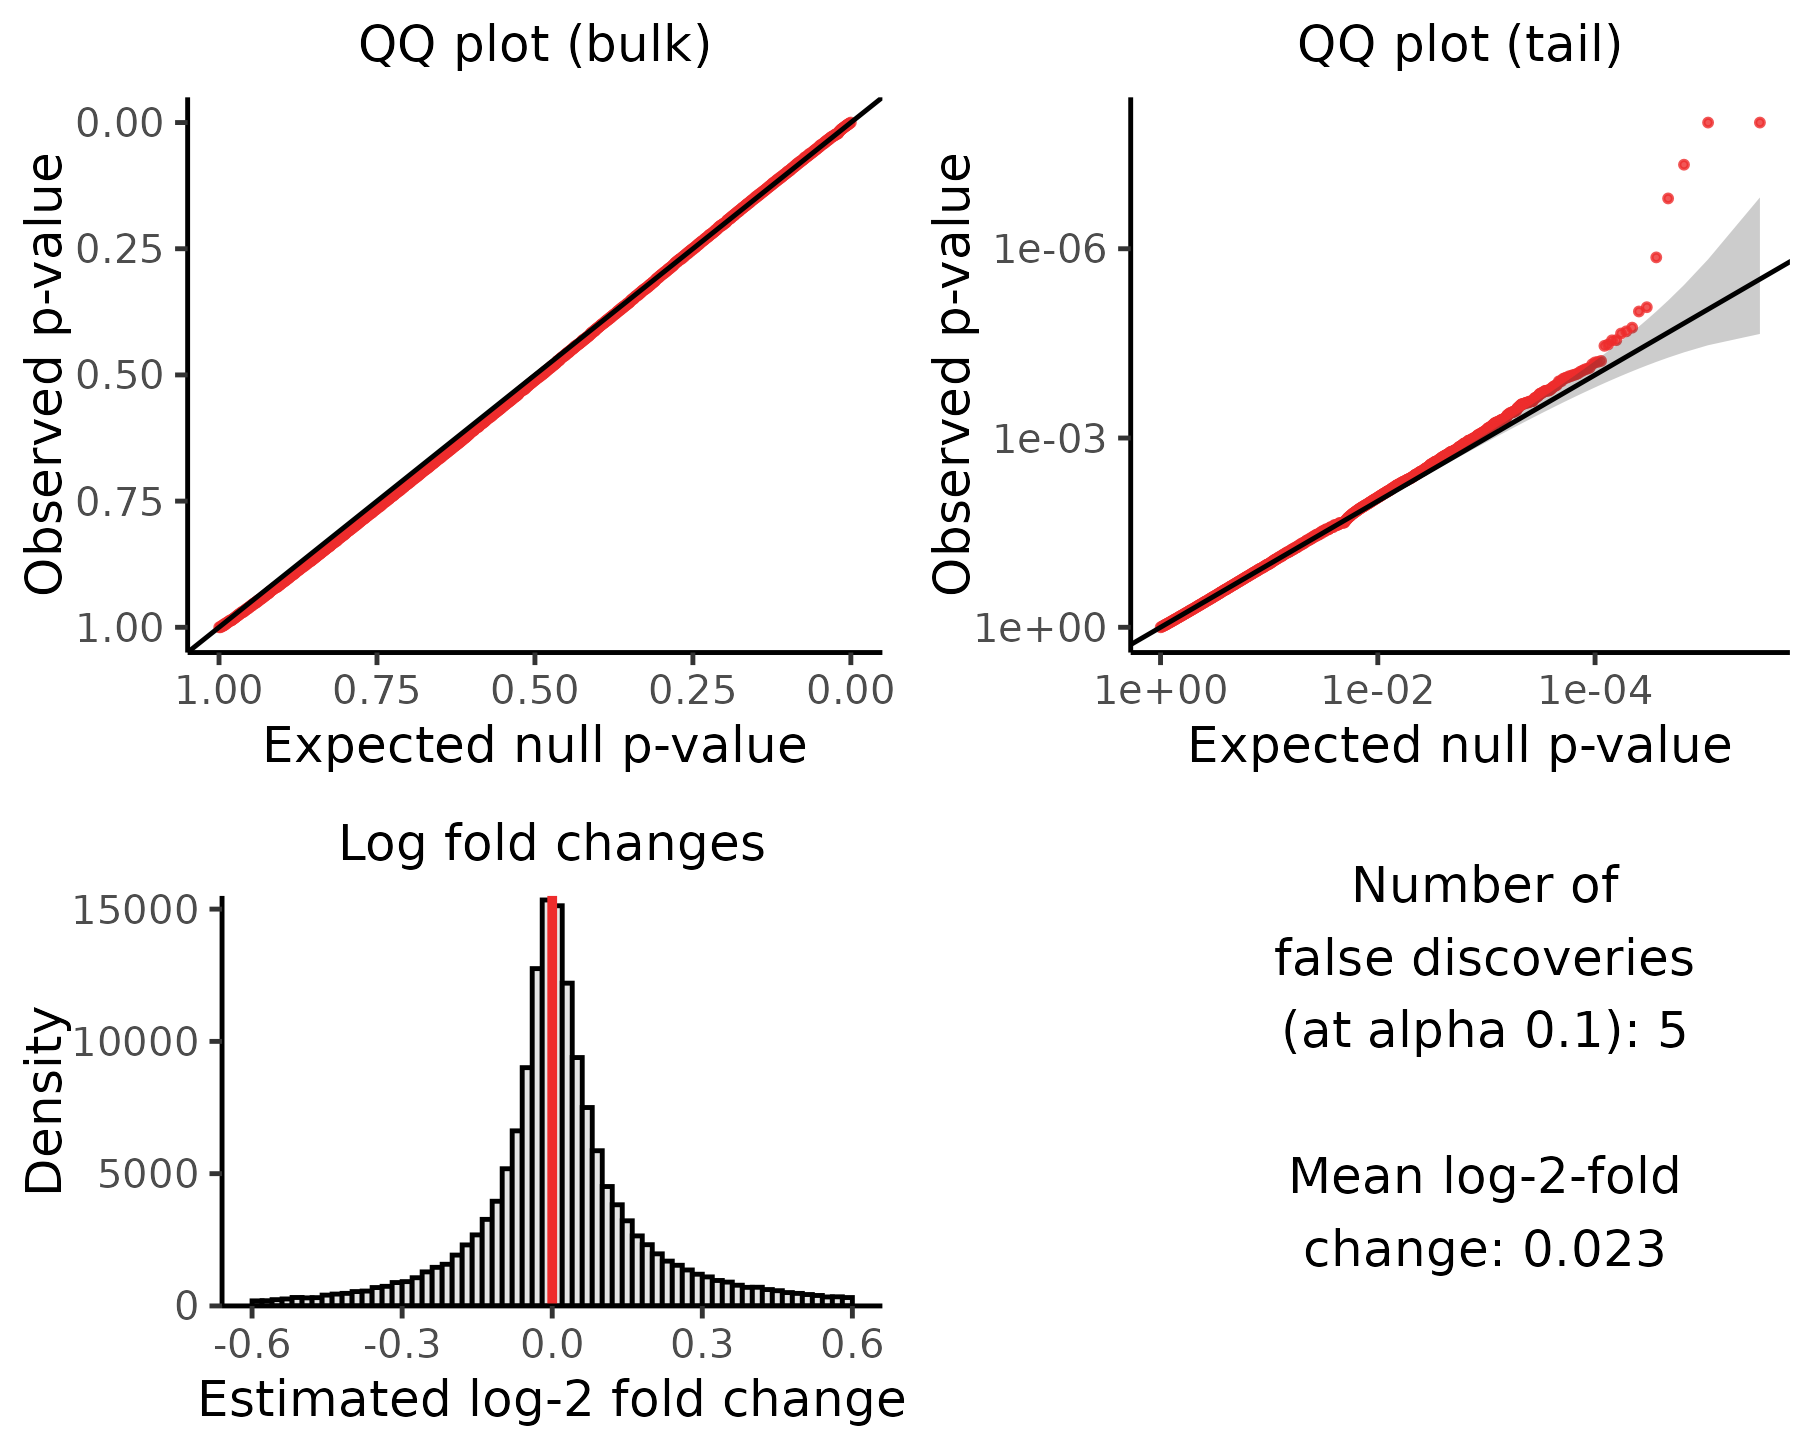 QQ plot (bulk)
Observed p-value
0.00
0.25
0.50
0.75
1.00
1.00 0.75 0.50 0.25 0.00
Expected null p-value
QQ plot (tail)
Observed p-value
1e-06
1e-03
1e+00
1e+00 1e-02 1e-04
Expected null p-value
Log fold changes
Density
15000
10000
5000
0
-0.6 -0.3 0.0 0.3 0.6
Estimated log-2 fold change
Number of
false discoveries
(at alpha 0.1): 5
Mean log-2-fold
change: 0.023